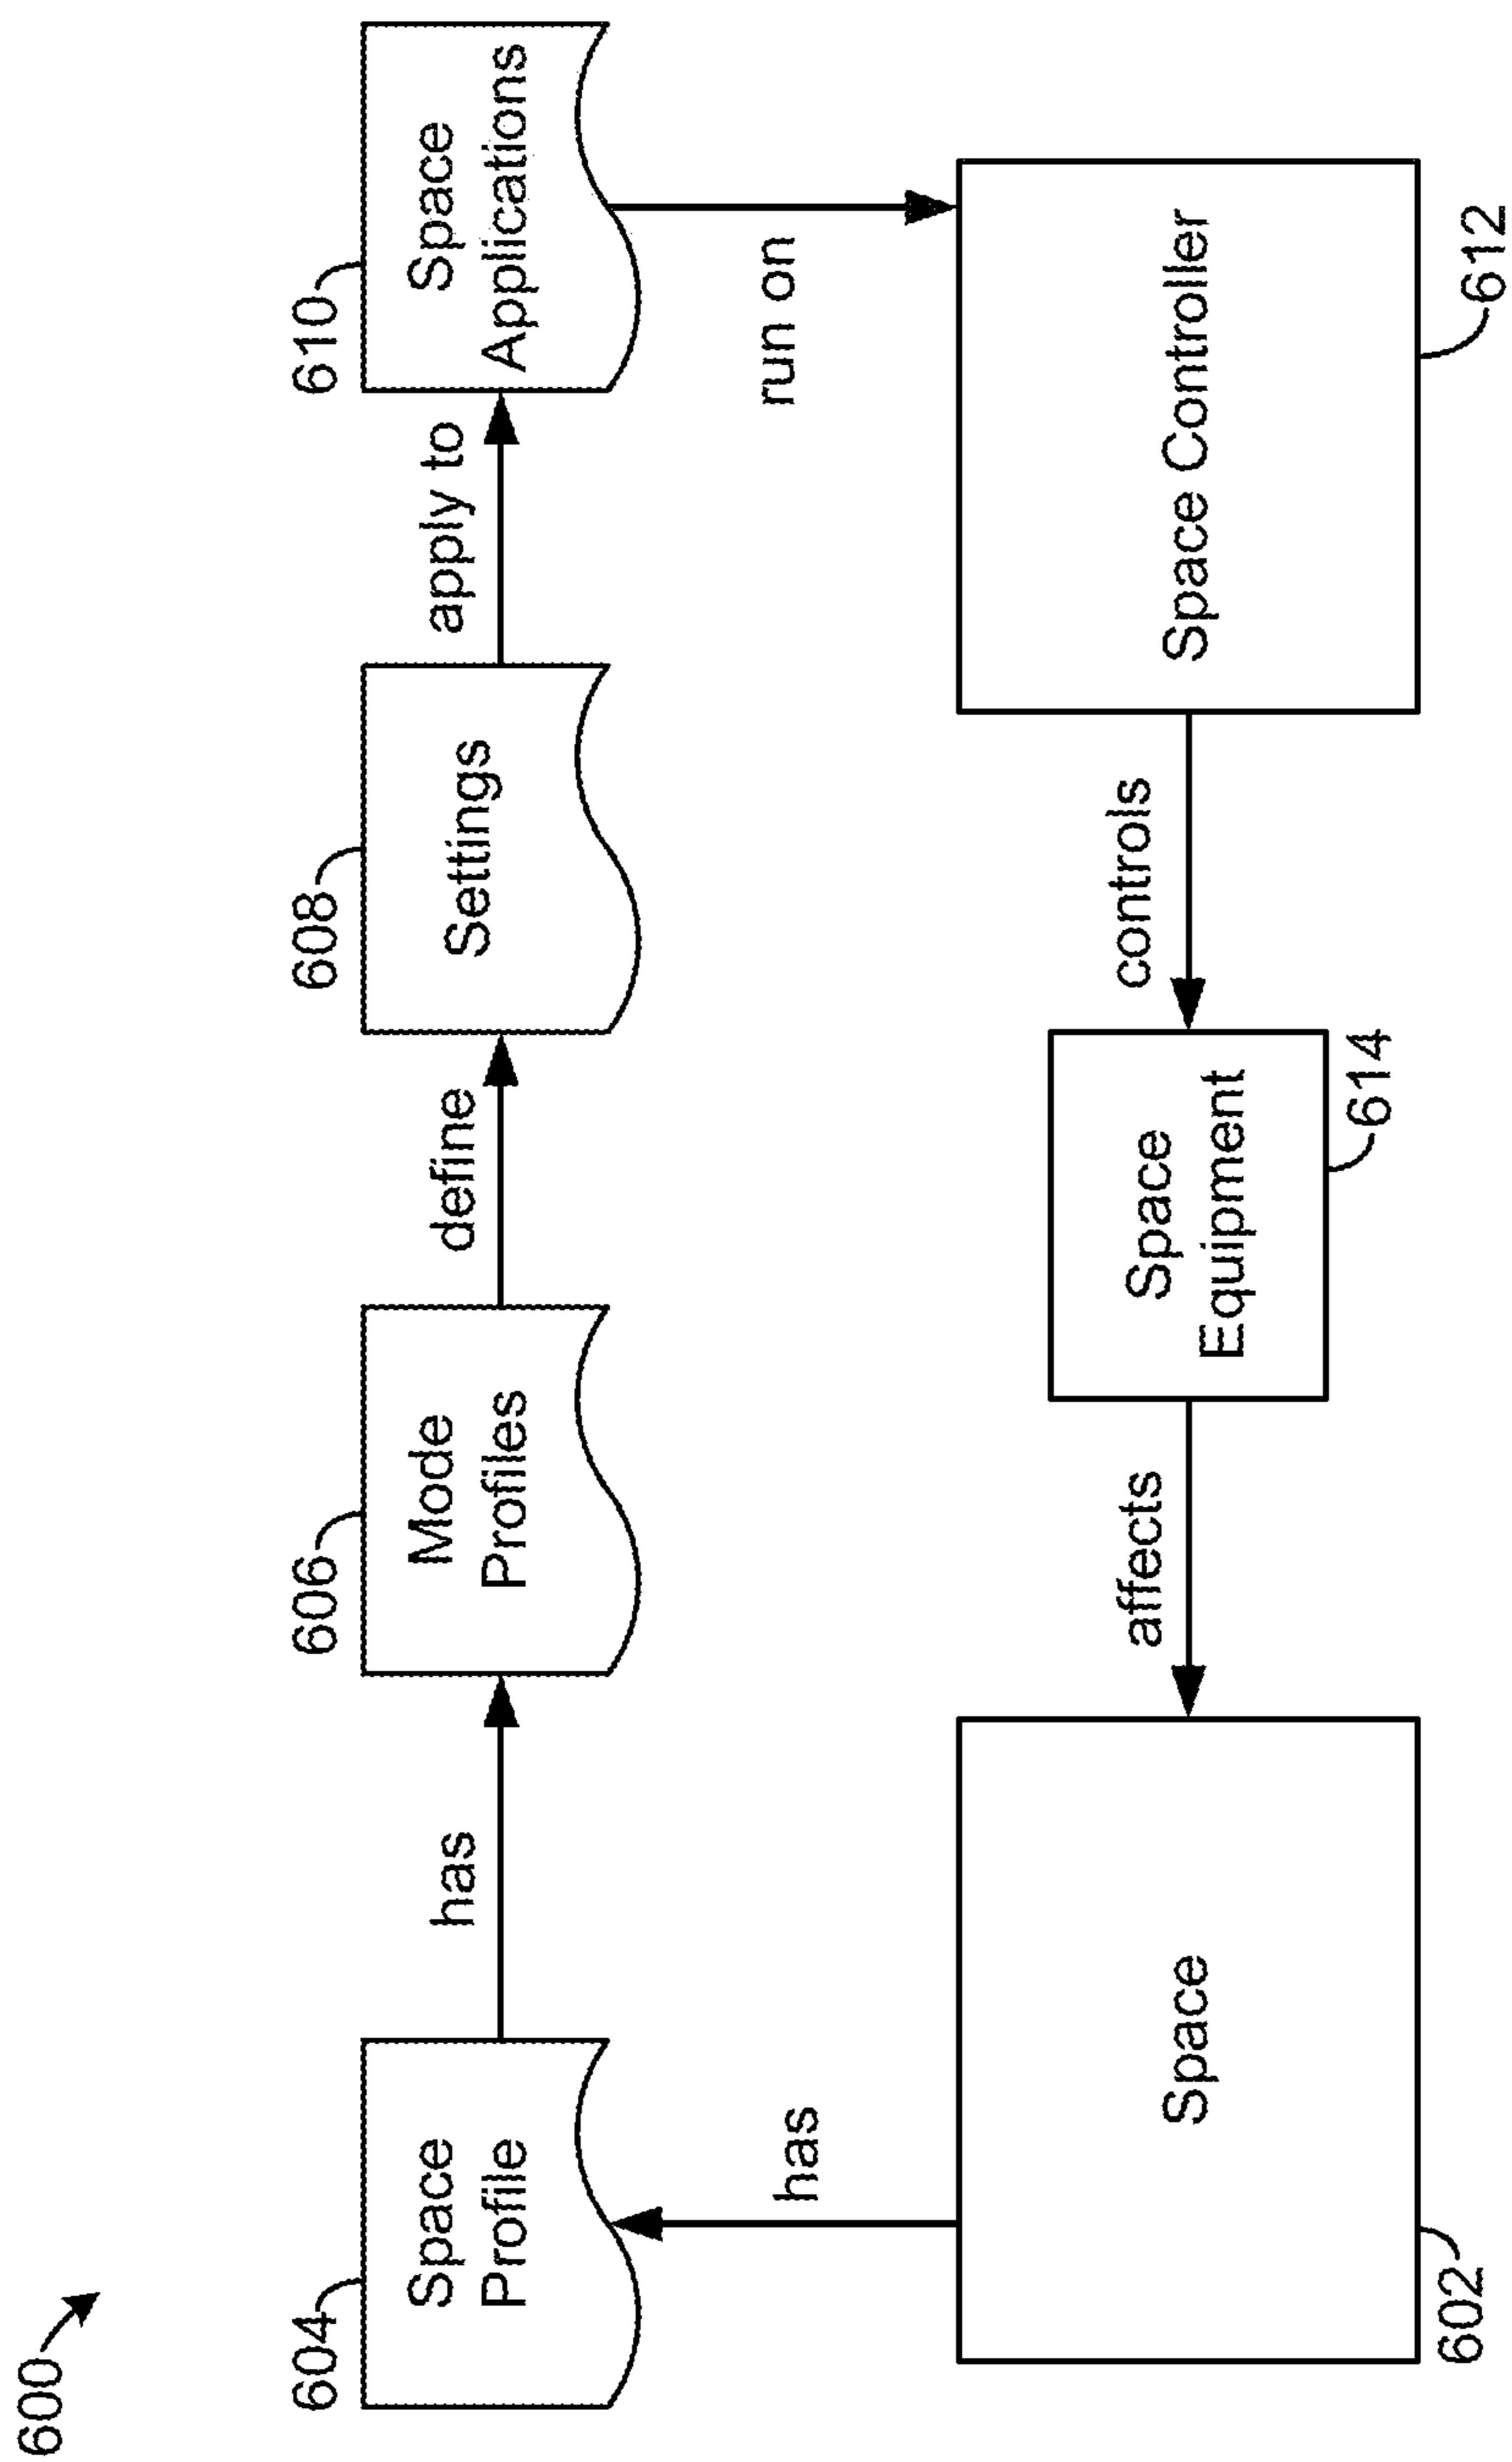 600
604
606
608
610
Space
Profile
has
Mode
Profiles
define
Settings
apply to
Space
Applications
has
run on
Space
affects
Space
Equipment
controls
Space Controller
602
614
612